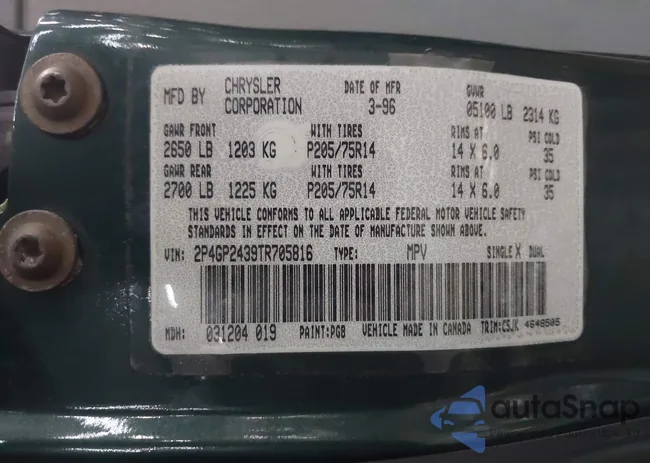 MFD BY CHRYSLER CORPORATION DATE OF MFR 3-96 GVWR 05100 LB 2314 KG
GAWR FRONT WITH TIRES RIMS AT PSI COLD
2650 LB 1203 KG P205/75R14 14 X 6.0 35
GAWR REAR WITH TIRES RIMS AT PSI COLD
2700 LB 1225 KG P205/75R14 14 X 6.0 35
THIS VEHICLE CONFORMS TO ALL APPLICABLE FEDERAL MOTOR VEHICLE SAFETY
STANDARDS IN EFFECT ON THE DATE OF MANUFACTURE SHOWN ABOVE.
VIN: 2P4GP2439TR705816 TYPE: MPV SINGLE X DUAL
MDH: 031204 019 PAINT:PG8 VEHICLE MADE IN CANADA TRIM:CSJK 4648505
autoSnap